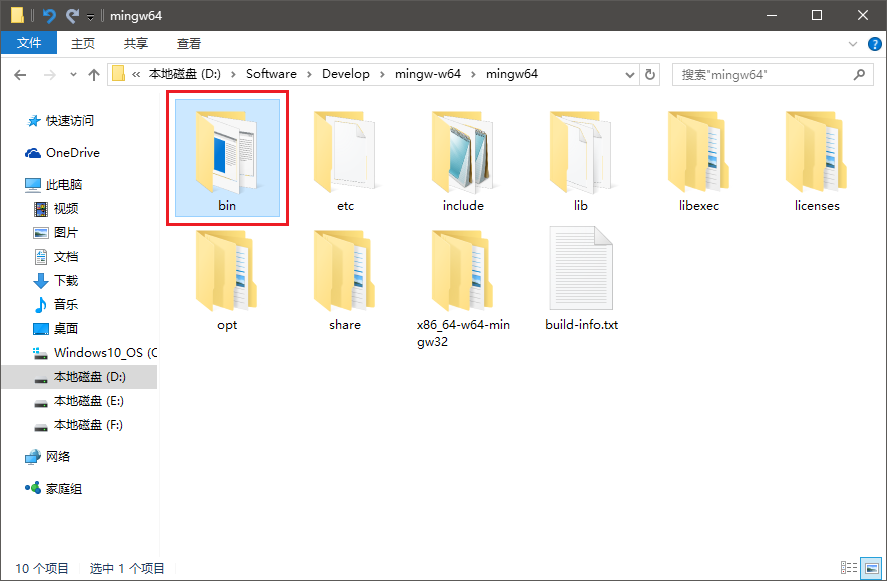 mingw64
文件 主页 共享 查看
« 本地磁盘 (D:) › Software › Develop › mingw-w64 › mingw64 搜索"mingw64"
快速访问
OneDrive
此电脑
视频
图片
文档
下载
音乐
桌面
Windows10_OS (C
本地磁盘 (D:)
本地磁盘 (E:)
本地磁盘 (F:)
网络
家庭组
bin etc include lib libexec licenses
opt share x86_64-w64-min build-info.txt
gw32
10 个项目 选中 1 个项目